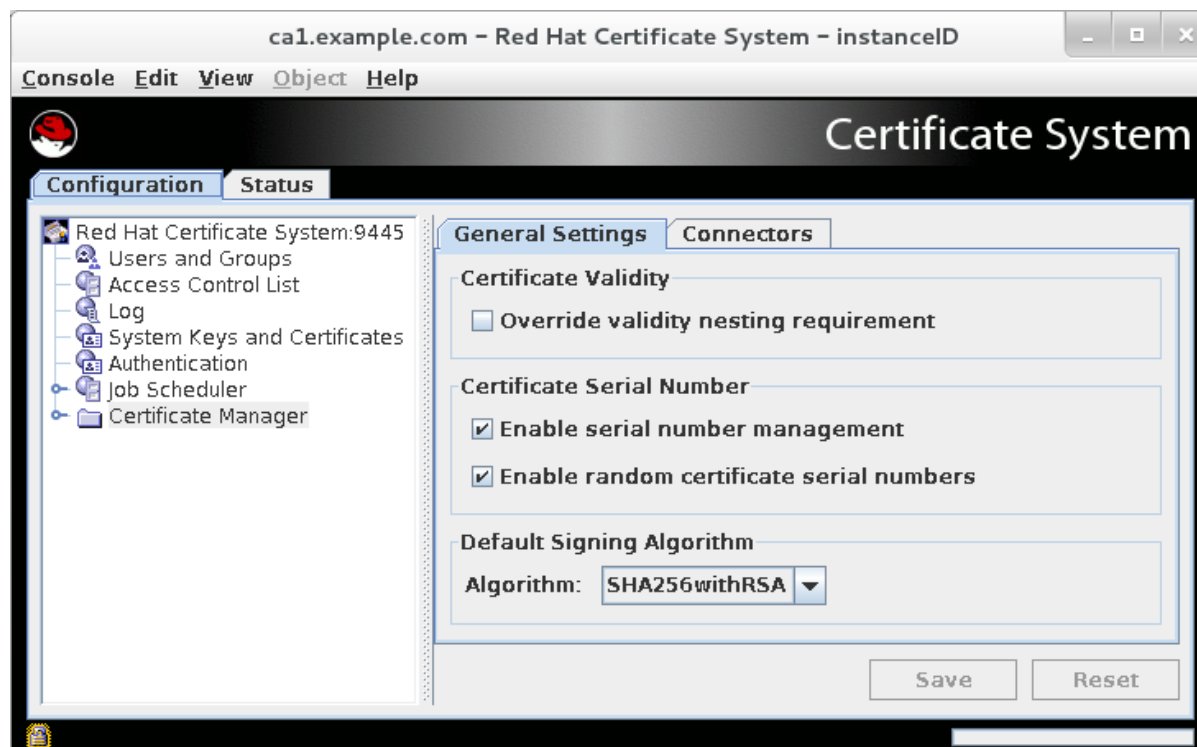 ca1.example.com – Red Hat Certificate System – instanceID
Console Edit View Object Help
Certificate System
Configuration Status
Red Hat Certificate System:9445
Users and Groups
Access Control List
Log
System Keys and Certificates
Authentication
Job Scheduler
Certificate Manager
General Settings Connectors
Certificate Validity
Override validity nesting requirement
Certificate Serial Number
Enable serial number management
Enable random certificate serial numbers
Default Signing Algorithm
Algorithm: SHA256withRSA
Save Reset